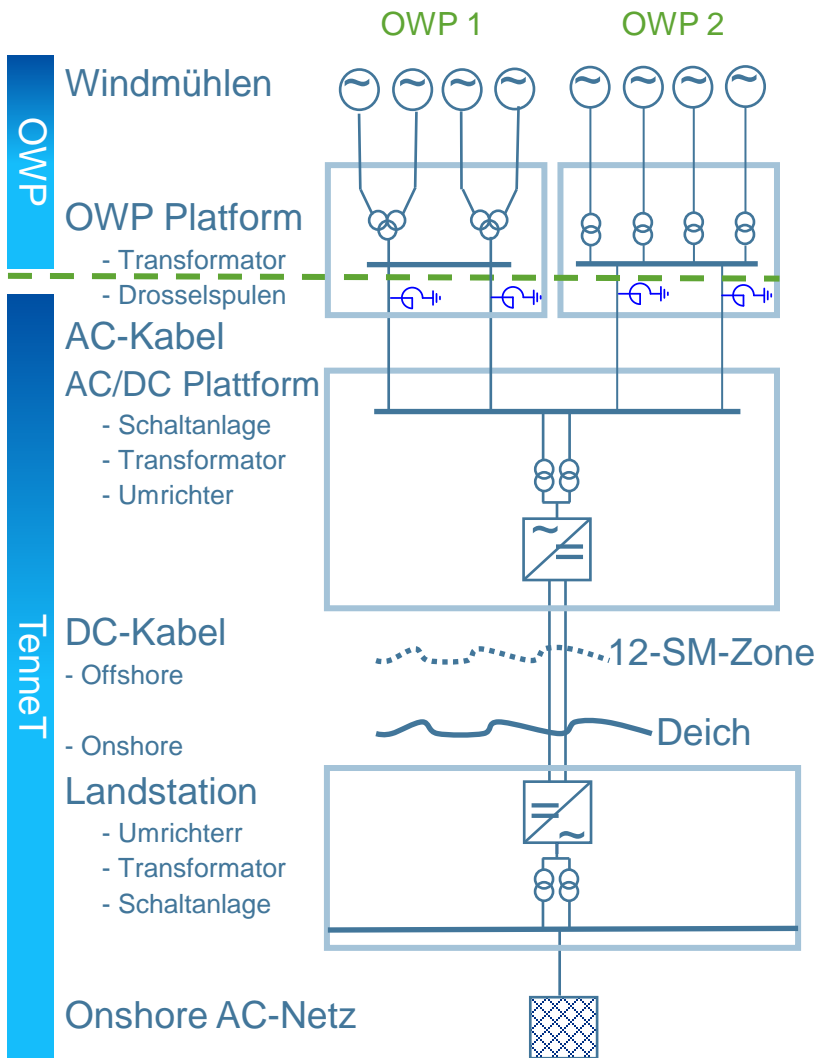 OWP 1
OWP 2
Windmühlen
OWP
OWP Platform
- Transformator
- Drosselspulen
AC-Kabel
AC/DC Plattform
- Schaltanlage
- Transformator
- Umrichter
TenneT
DC-Kabel
12-SM-Zone
- Offshore
Deich
- Onshore
Landstation
- Umrichterr
- Transformator
- Schaltanlage
Onshore AC-Netz